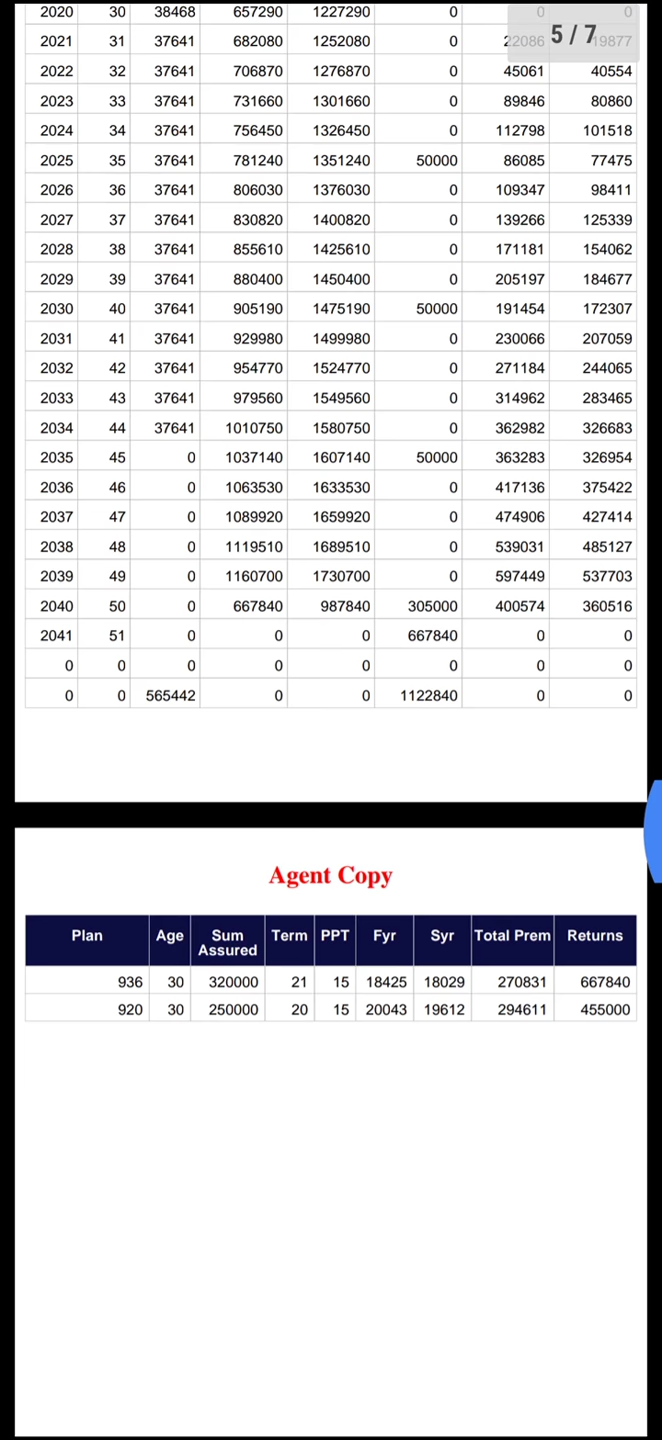 2020 30 38468 657290 1227290 0 0 0
5 / 7
2021 31 37641 682080 1252080 0 22086 19877
2022 32 37641 706870 1276870 0 45061 40554
2023 33 37641 731660 1301660 0 89846 80860
2024 34 37641 756450 1326450 0 112798 101518
2025 35 37641 781240 1351240 50000 86085 77475
2026 36 37641 806030 1376030 0 109347 98411
2027 37 37641 830820 1400820 0 139266 125339
2028 38 37641 855610 1425610 0 171181 154062
2029 39 37641 880400 1450400 0 205197 184677
2030 40 37641 905190 1475190 50000 191454 172307
2031 41 37641 929980 1499980 0 230066 207059
2032 42 37641 954770 1524770 0 271184 244065
2033 43 37641 979560 1549560 0 314962 283465
2034 44 37641 1010750 1580750 0 362982 326683
2035 45 0 1037140 1607140 50000 363283 326954
2036 46 0 1063530 1633530 0 417136 375422
2037 47 0 1089920 1659920 0 474906 427414
2038 48 0 1119510 1689510 0 539031 485127
2039 49 0 1160700 1730700 0 597449 537703
2040 50 0 667840 987840 305000 400574 360516
2041 51 0 0 0 667840 0 0
0 0 0 0 0 0 0 0
0 0 565442 0 0 1122840 0 0
Agent Copy
Plan Age Sum Assured Term PPT Fyr Syr Total Prem Returns
936 30 320000 21 15 18425 18029 270831 667840
920 30 250000 20 15 20043 19612 294611 455000